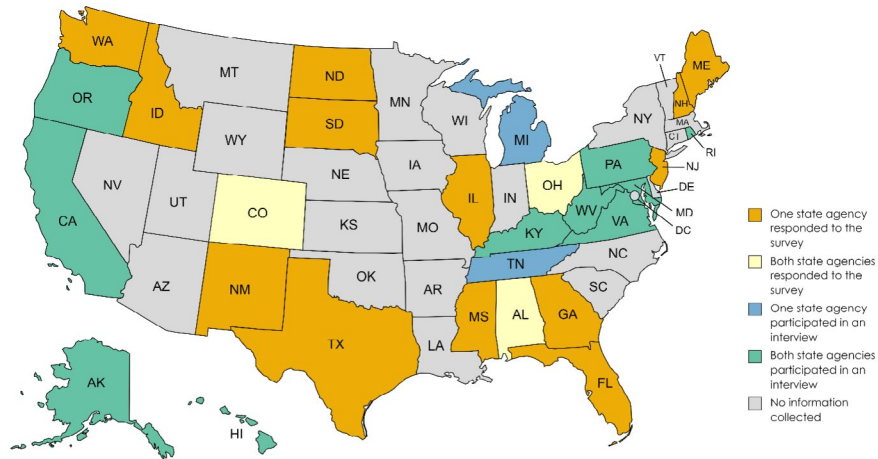 WA
ME
VT
MT
ND
MN
OR
NH
ID
WI
NY
MA
SD
MI
CT
WY
RI
PA
NJ
IA
NE
NV
OH
DE
IL
IN
UT
CO
MD
WV
CA
VA
DC
KS
MO
KY
NC
TN
OK
AZ
NM
AR
SC
MS
AL
GA
TX
LA
FL
AK
HI
One state agency
responded to the
survey
Both state agencies
responded to the
survey
One state agency
participated in an
interview
Both state agencies
participated in an
interview
No information
collected